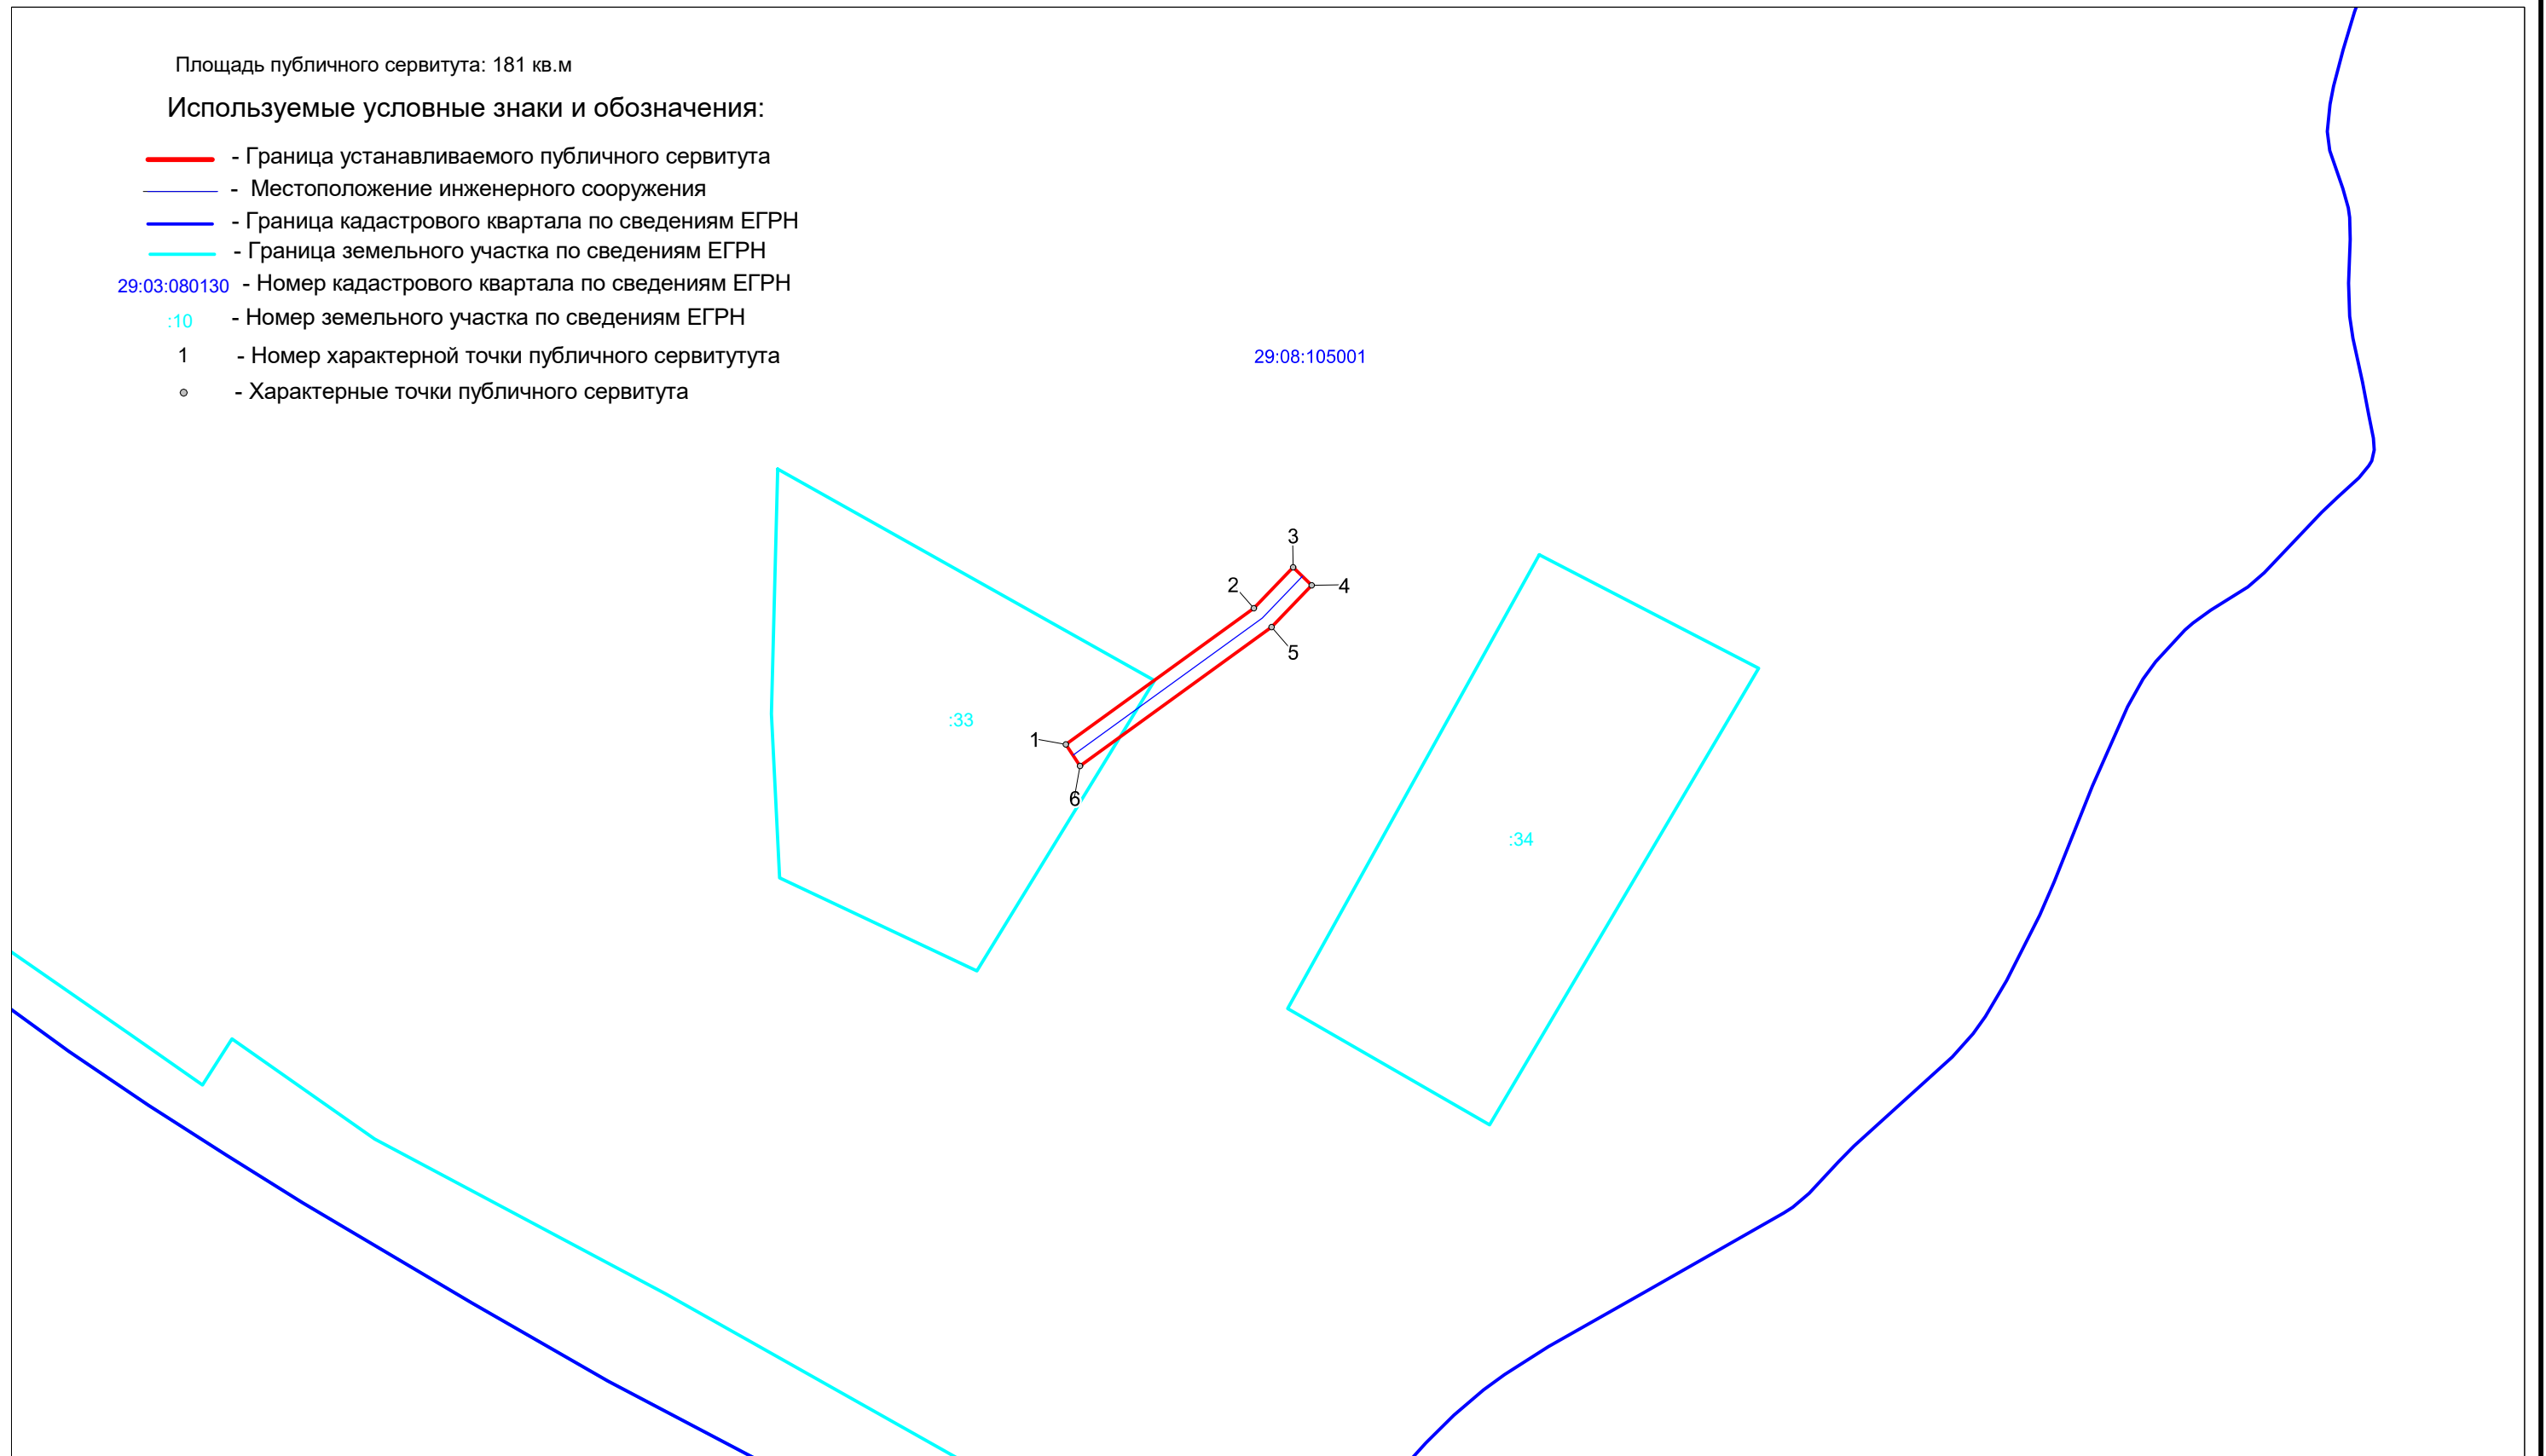 Площадь публичного сервитута: 181 кв.м
Используемые условные знаки и обозначения:
- Граница устанавливаемого публичного сервитута
- Местоположение инженерного сооружения
- Граница кадастрового квартала по сведениям ЕГРН
- Граница земельного участка по сведениям ЕГРН
29:03:080130 - Номер кадастрового квартала по сведениям ЕГРН
:10 - Номер земельного участка по сведениям ЕГРН
1 - Номер характерной точки публичного сервитутута
- Характерные точки публичного сервитута
29:08:105001
3
2
4
5
:33
1
6
:34